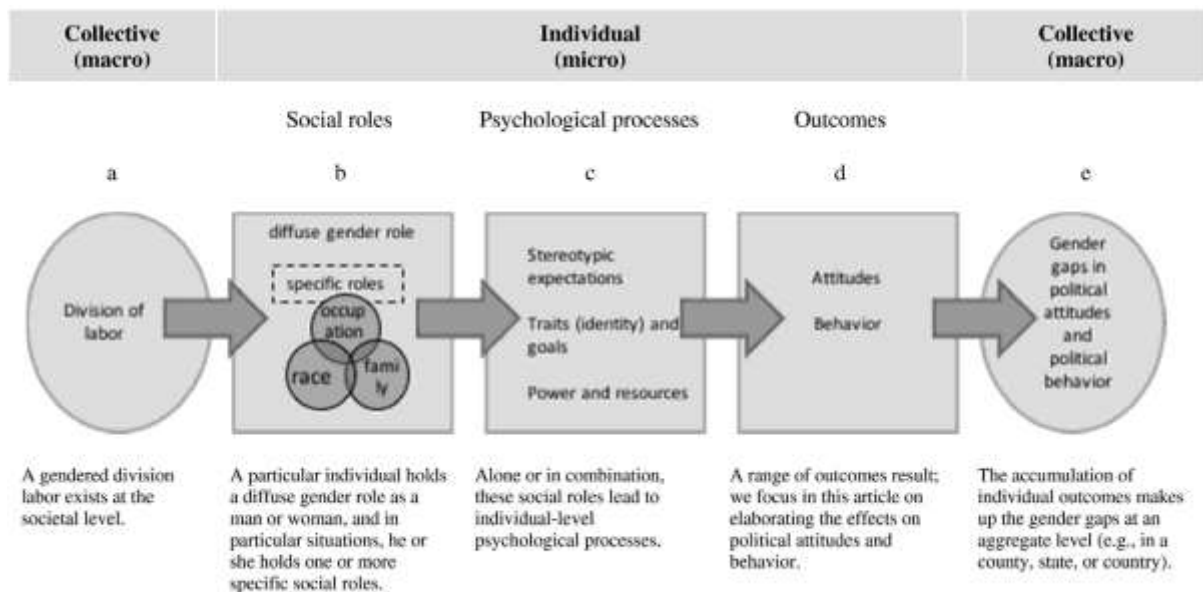 Collective
(macro)
Individual
(micro)
Collective
(macro)
Social roles
Psychological processes
Outcomes
a
b
c
d
e
Division of
labor
diffuse gender role
specific roles
occup
ation
race
fami
ly
Stereotypic
expectations
Traits (identity) and
goals
Power and resources
Attitudes
Behavior
Gender
gaps in
political
attitudes
and
political
behavior
A gendered division
labor exists at the
societal level.
A particular individual holds
a diffuse gender role as a
man or woman, and in
particular situations, he or
she holds one or more
specific social roles.
Alone or in combination,
these social roles lead to
individual-level
psychological processes.
A range of outcomes result;
we focus in this article on
elaborating the effects on
political attitudes and
behavior.
The accumulation of
individual outcomes makes
up the gender gaps at an
aggregate level (e.g., in a
county, state, or country).